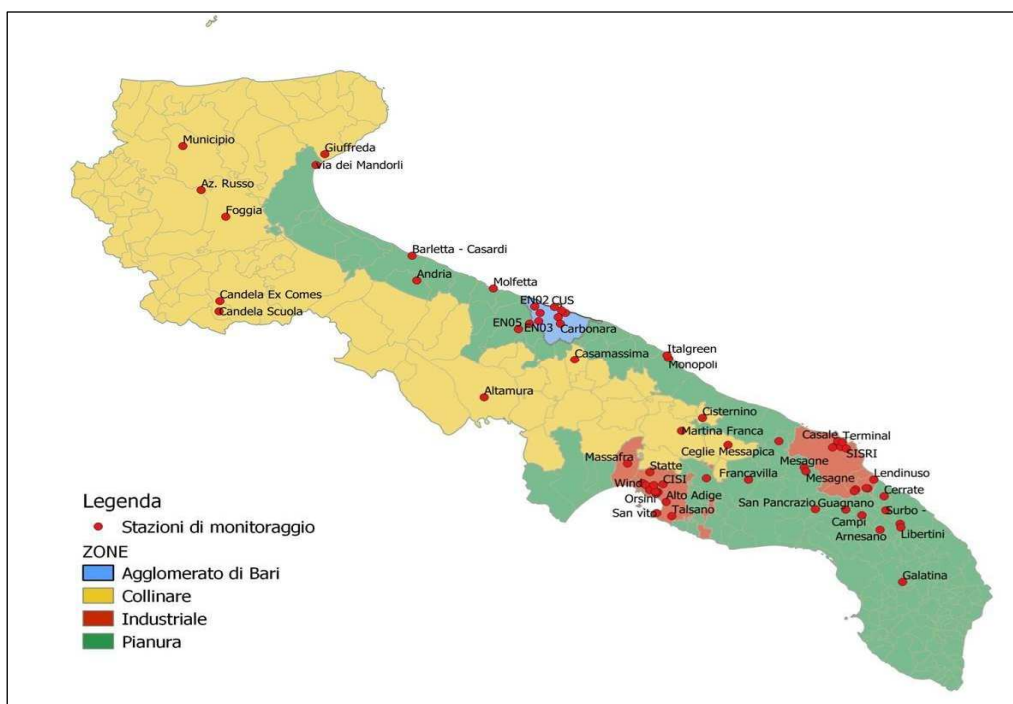 Municipio
Giuffreda
via dei Mandorli
Az. Russo
Foggia
Barletta - Casardi
Andria
Molfetta
Candela Ex Comes
Candela Scuola
EN02 CUS
EN05 EN03 Carbonara
Casamassima
Italgreen
Monopoli
Altamura
Cisternino
Martina Franca
Ceglie Messapica
Casale Terminal
SISRI
Massafra
Statte
Mesagne
Mesagne
Francavilla
Lendinuso
Wind CISI
Orsini Alto Adige
Cerrate
San vito Talsano
San Pancrazio Guagnano
Surbo -
Campi
Arnesano
Libertini
Galatina
Legenda
Stazioni di monitoraggio
ZONE
Agglomerato di Bari
Collinare
Industriale
Pianura